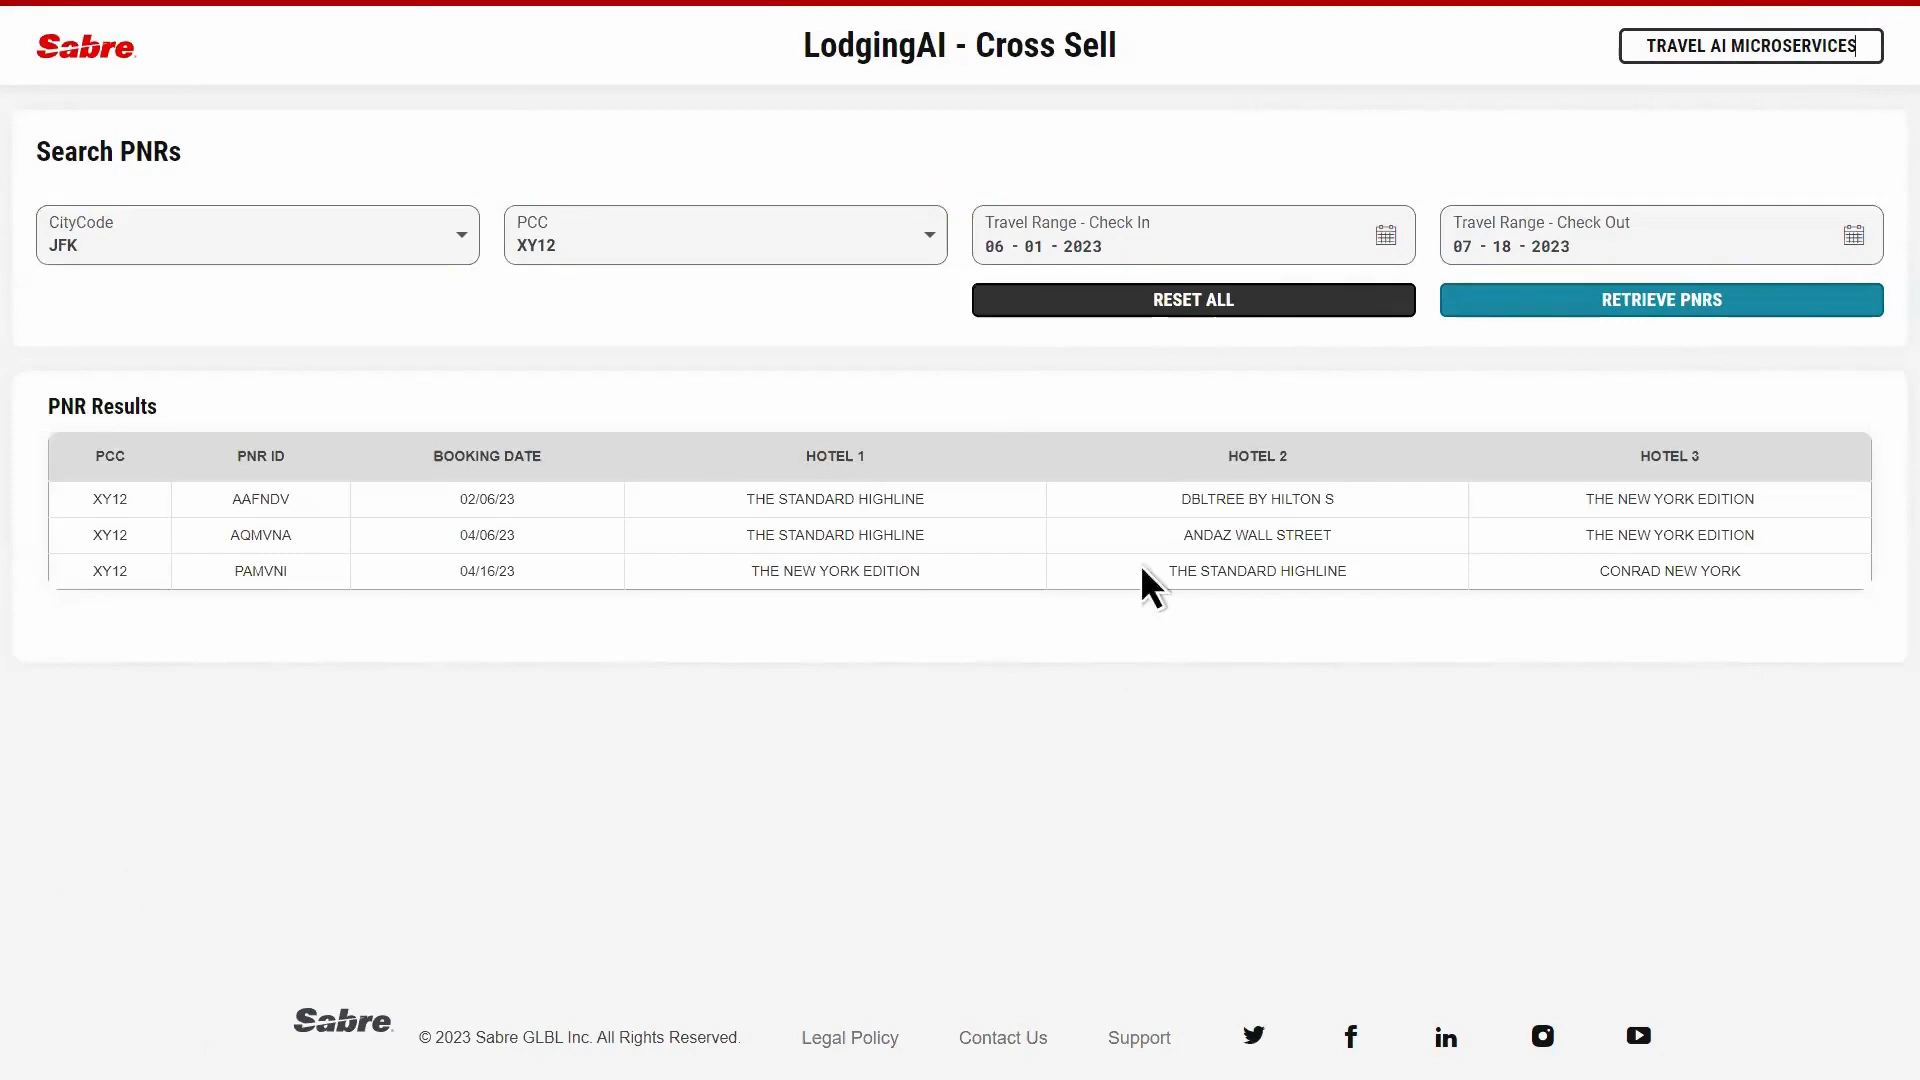 Sabre
LodgingAI - Cross Sell
TRAVEL AI MICROSERVICES
Search PNRs
CityCode
JFK
PCC
XY12
Travel Range - Check In
06 - 01 - 2023
Travel Range - Check Out
07 - 18 - 2023
RESET ALL
RETRIEVE PNRS
PNR Results
PCC PNR ID BOOKING DATE HOTEL 1 HOTEL 2 HOTEL 3
XY12 AAFNDV 02/06/23 THE STANDARD HIGHLINE DBLTREE BY HILTON S THE NEW YORK EDITION
XY12 AQMVNA 04/06/23 THE STANDARD HIGHLINE ANDAZ WALL STREET THE NEW YORK EDITION
XY12 PAMVNI 04/16/23 THE NEW YORK EDITION THE STANDARD HIGHLINE CONRAD NEW YORK
Sabre © 2023 Sabre GLBL Inc. All Rights Reserved. Legal Policy Contact Us Support